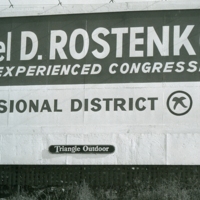 el D. ROSTENK
EXPERIENCED CONGRESS
SIONAL DISTRICT
Triangle Outdoor